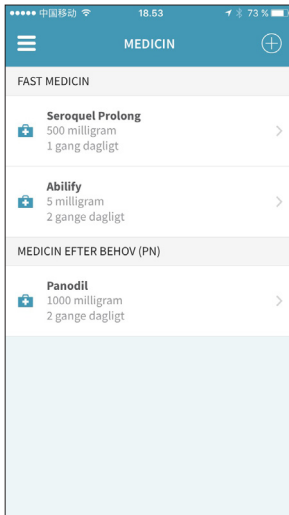 中国移动 18.53 73 %
MEDICIN
FAST MEDICIN
Seroquel Prolong
500 milligram
1 gang dagligt
Abilify
5 milligram
2 gange dagligt
MEDICIN EFTER BEHOV (PN)
Panodil
1000 milligram
2 gange dagligt